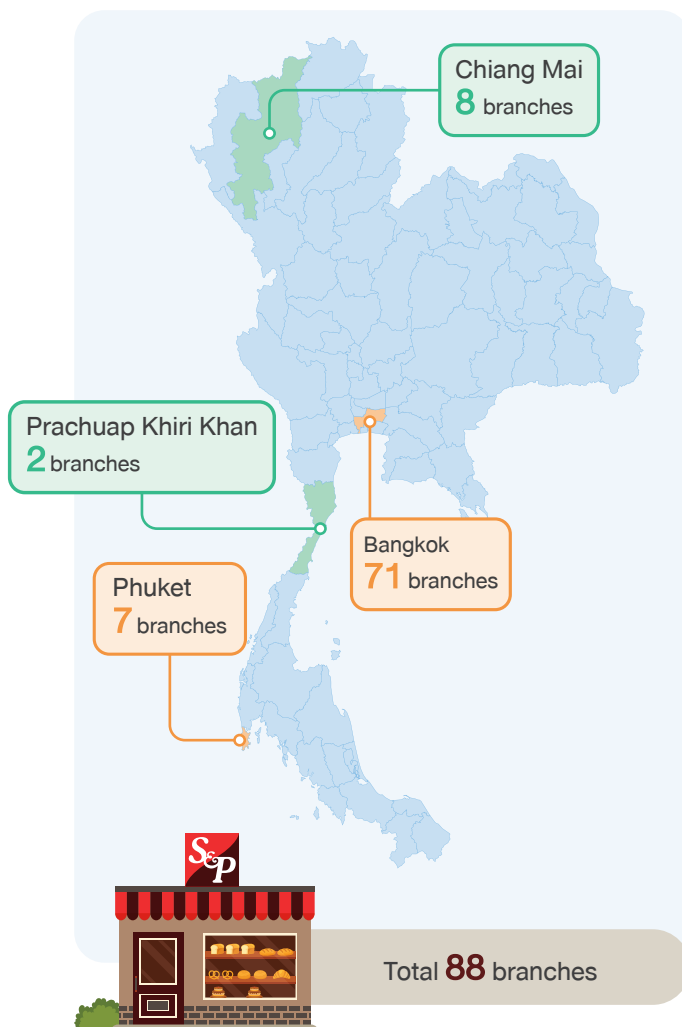 Chiang Mai
8 branches
Prachuap Khiri Khan
2 branches
Bangkok
71 branches
Phuket
7 branches
S&P
Total 88 branches